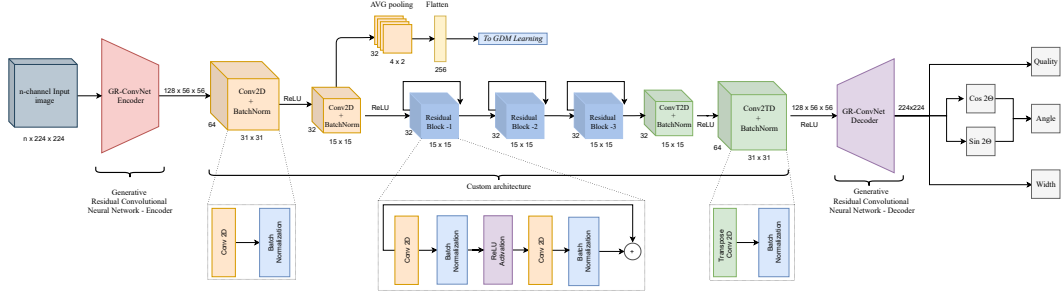 AVG pooling
Flatten
32
4 x 2
256
To GDM Learning
n-channel Input
image
n x 224 x 224
GR-ConvNet
Encoder
128 x 56 x 56
Conv2D
+
BatchNorm
64
31 x 31
ReLU
Conv2D
+
BatchNorm
32
15 x 15
ReLU
Residual
Block -1
32
15 x 15
Residual
Block -2
32
15 x 15
Residual
Block -3
32
15 x 15
ConvT2D
+
BatchNorm
32
15 x 15
ReLU
Conv2TD
+
BatchNorm
64
31 x 31
128 x 56 x 56
ReLU
GR-ConvNet
Decoder
224x224
Quality
Cos 2Θ
Sin 2Θ
Angle
Width
Generative
Residual Convolutional
Neural Network - Encoder
Custom architecture
Generative
Residual Convolutional
Neural Network - Decoder
Conv 2D
Batch
Normalization
Conv 2D
Batch
Normalization
ReLU
Activation
Conv 2D
Batch
Normalization
+
Transpose
Conv 2D
Batch
Normalization